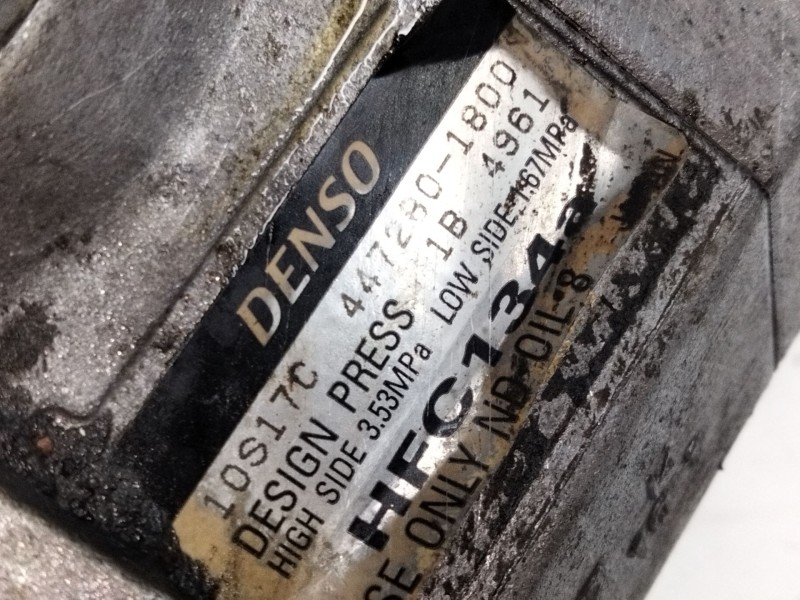 DENSO
10S17C 447280-1800
DESIGN PRESS 1B 4961
HIGH SIDE 3.53MPa LOW SIDE 1.67MPa
HFC134a
SE ONLY ND-OIL 8